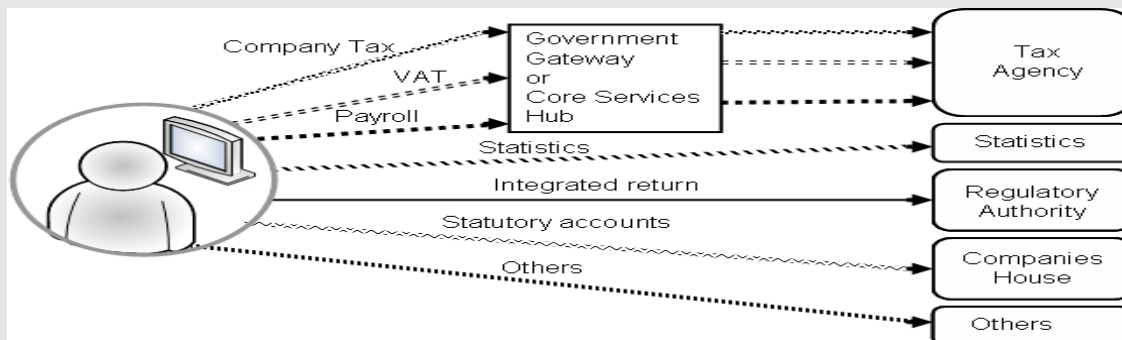 Company Tax
VAT
Payroll
Government
Gateway
or
Core Services
Hub
Tax
Agency
Statistics
Statistics
Integrated return
Regulatory
Authority
Statutory accounts
Companies
House
Others
Others